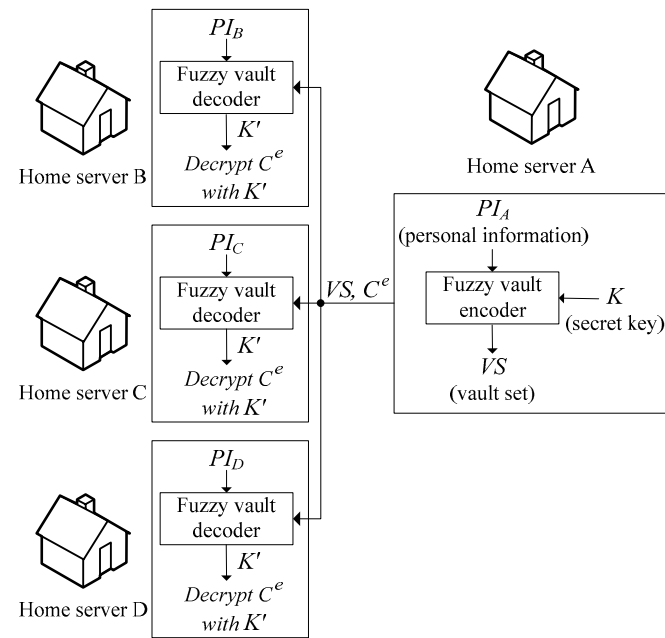 PI_B
Fuzzy vault
decoder
K'
Decrypt C^e
with K'
Home server B
PI_C
Fuzzy vault
decoder
K'
Decrypt C^e
with K'
Home server C
PI_D
Fuzzy vault
decoder
K'
Decrypt C^e
with K'
Home server D
VS, C^e
Home server A
PI_A
(personal information)
Fuzzy vault
encoder
K
(secret key)
VS
(vault set)